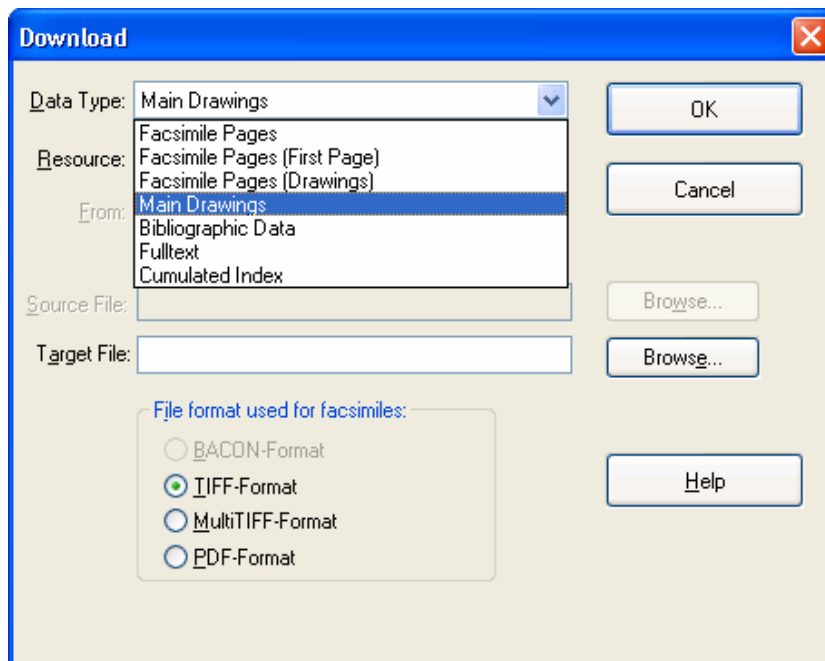 Download
Data Type: Main Drawings
OK
Facsimile Pages
Resource: Facsimile Pages (First Page)
Facsimile Pages (Drawings)
Cancel
From: Main Drawings
Bibliographic Data
Fulltext
Cumulated Index
Source File: Browse...
Target File: Browse...
File format used for facsimiles:
BACON-Format
TIFF-Format
Help
MultiTIFF-Format
PDF-Format